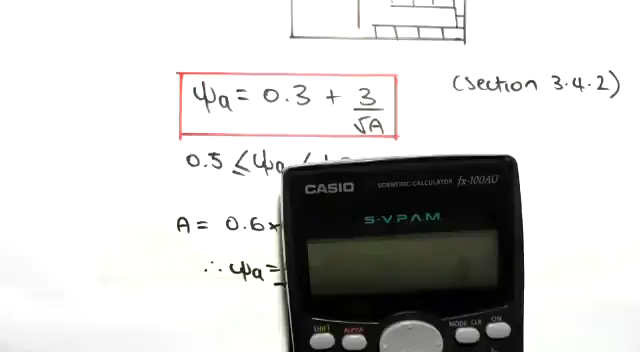 ψa = 0.3 + 3/√A
(Section 3.4.2)
0.5 ≤ ψa ≤
A = 0.6×
∴ ψa =
CASIO
SCIENTIFIC CALCULATOR fx-100AU
S-V.P.A.M.
SHIFT
ALPHA
MODE CLR
ON